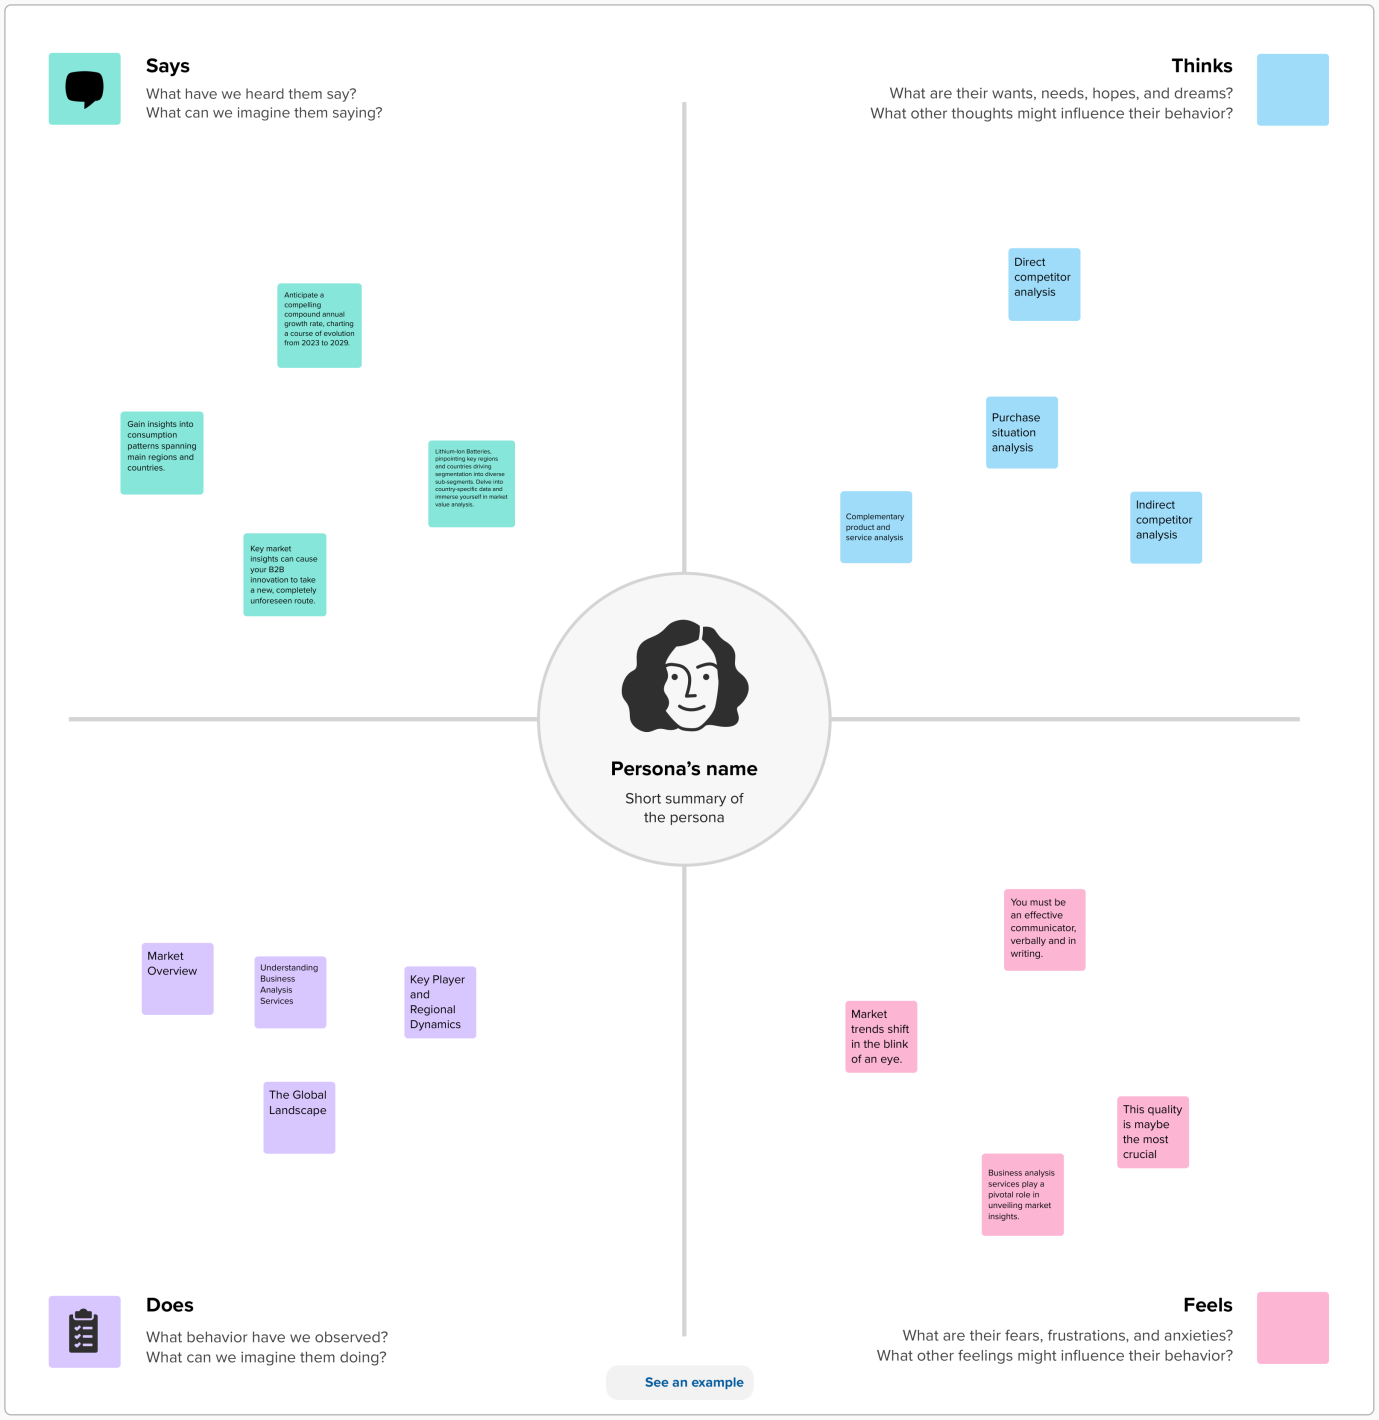 Says
What have we heard them say?
What can we imagine them saying?
Thinks
What are their wants, needs, hopes, and dreams?
What other thoughts might influence their behavior?
Anticipate a
compelling
compound annual
growth rate, charting
a course of evolution
from 2023 to 2029.
Gain insights into
consumption
patterns spanning
main regions and
countries.
Lithium-Ion Batteries,
pinpointing key regions
and countries driving
segmentation into diverse
sub-segments. Delve into
country-specific data and
immerse yourself in market
value analysis.
Key market
insights can cause
your B2B
innovation to take
a new, completely
unforeseen route.
Direct
competitor
analysis
Purchase
situation
analysis
Complementary
product and
service analysis
Indirect
competitor
analysis
Persona’s name
Short summary of
the persona
Market
Overview
Understanding
Business
Analysis
Services
Key Player
and
Regional
Dynamics
The Global
Landscape
You must be
an effective
communicator,
verbally and in
writing.
Market
trends shift
in the blink
of an eye.
This quality
is maybe
the most
crucial
Business analysis
services play a
pivotal role in
unveiling market
insights.
Does
What behavior have we observed?
What can we imagine them doing?
Feels
What are their fears, frustrations, and anxieties?
What other feelings might influence their behavior?
See an example